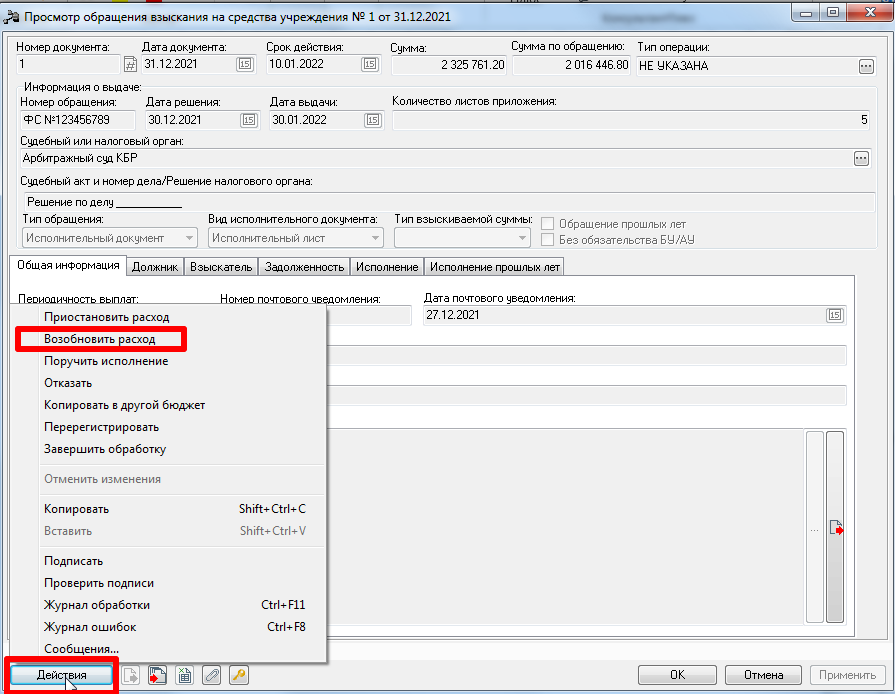 Просмотр обращения взыскания на средства учреждения № 1 от 31.12.2021
Номер документа: Дата документа: Срок действия: Сумма: Сумма по обращению: Тип операции:
1 # 31.12.2021 15 10.01.2022 15 2 325 761.20 2 016 446.80 НЕ УКАЗАНА ...
Информация о выдаче:
Номер обращения: Дата решения: Дата выдачи: Количество листов приложения:
ФС №123456789 30.12.2021 15 30.01.2022 15 5
Судебный или налоговый орган:
Арбитражный суд КБР ...
Судебный акт и номер дела/Решение налогового органа:
Решение по делу ___________
Тип обращения: Вид исполнительного документа: Тип взыскиваемой суммы: Обращение прошлых лет
Исполнительный документ Исполнительный лист Без обязательства БУ/АУ
Общая информация Должник Взыскатель Задолженность Исполнение Исполнение прошлых лет
Периодичность выплат: Номер почтового уведомления: Дата почтового уведомления:
27.12.2021 15
Приостановить расход
Возобновить расход
Поручить исполнение
Отказать
Копировать в другой бюджет
Перерегистрировать
Завершить обработку
Отменить изменения
Копировать Shift+Ctrl+C
Вставить Shift+Ctrl+V
...
Подписать
Проверить подписи
Журнал обработки Ctrl+F11
Журнал ошибок Ctrl+F8
Сообщения...
Действия OK Отмена Применить